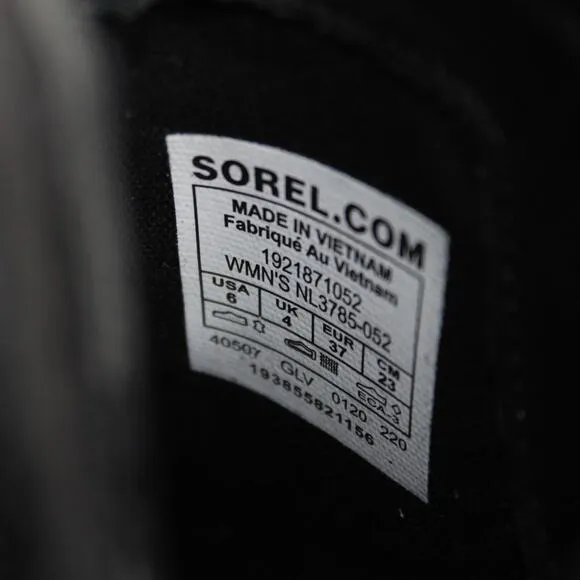 SOREL.COM
MADE IN VIETNAM
Fabriqué Au Vietnam
1921871052
WMN'S NL3785-052
USA UK EUR CM
6 4 37 23
ECA-3
40507 GLV 0120 220
193855821156